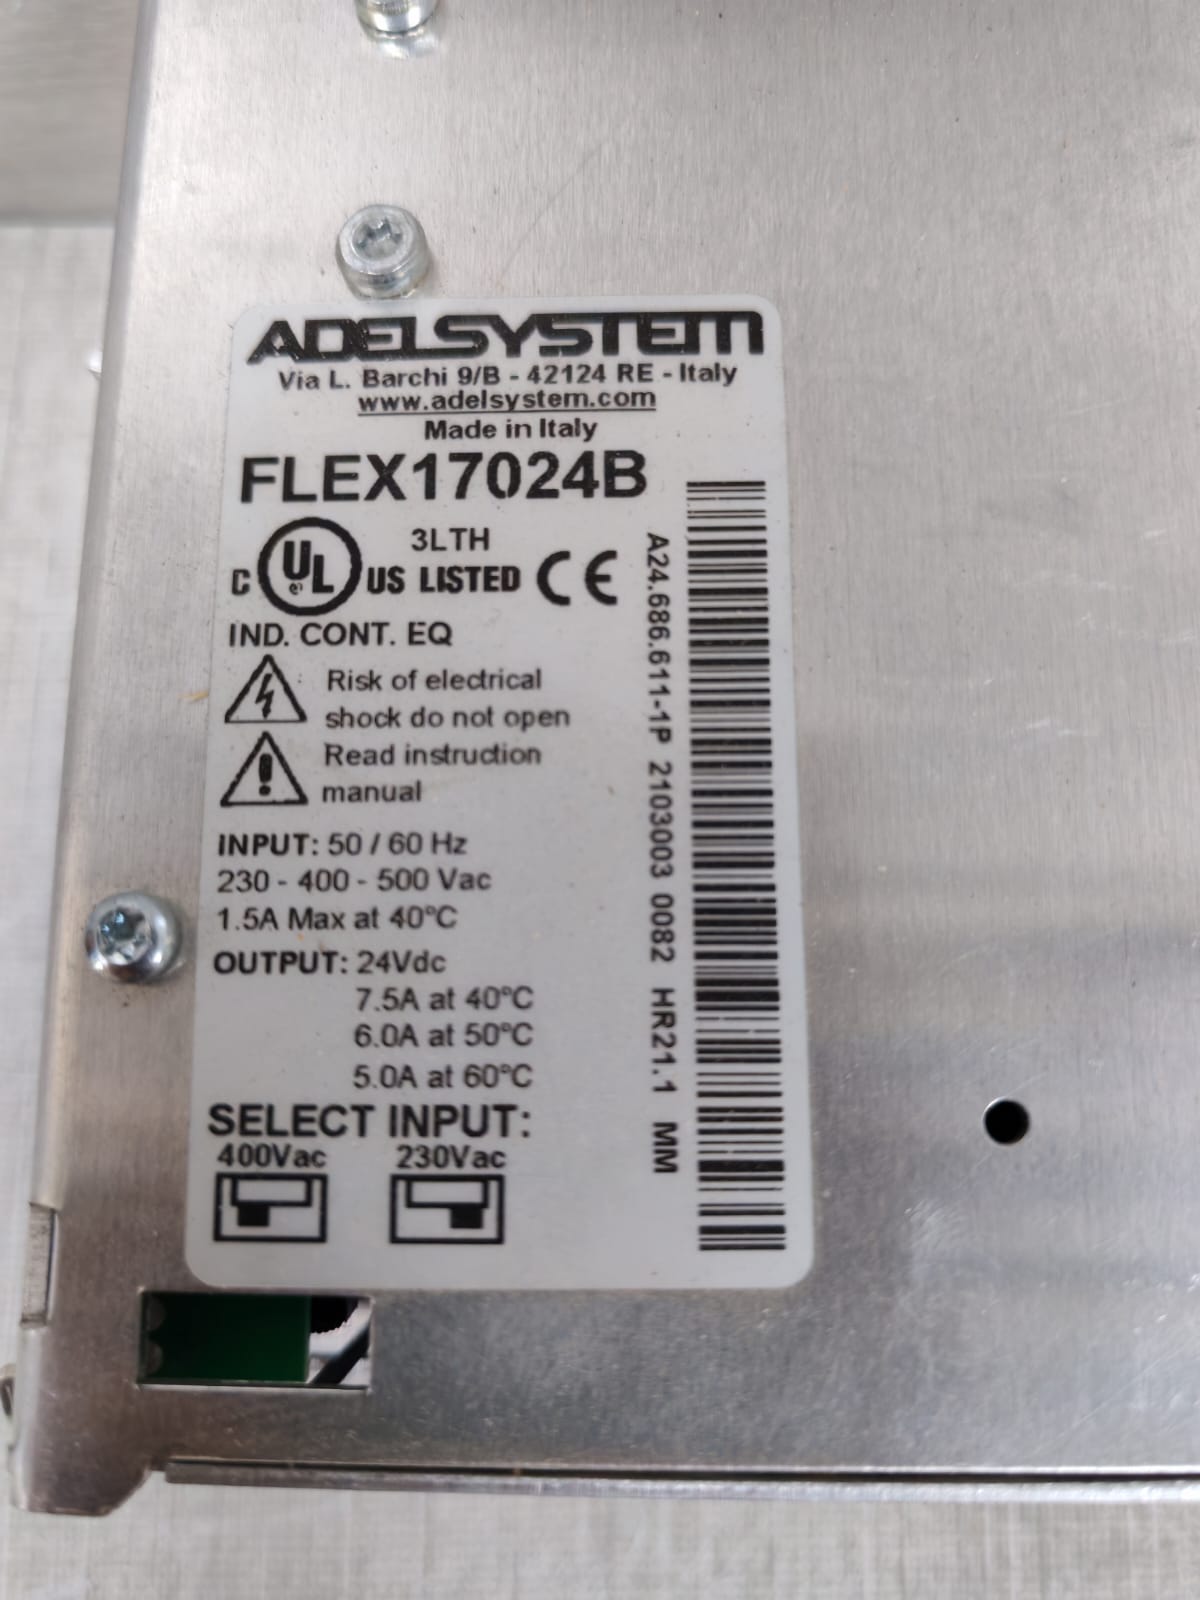 ADELSYSTEM
Via L. Barchi 9/B - 42124 RE - Italy
www.adelsystem.com
Made in Italy
FLEX17024B
C UL US LISTED CE
3LTH
IND. CONT. EQ
Risk of electrical
shock do not open
Read instruction
manual
INPUT: 50 / 60 Hz
230 - 400 - 500 Vac
1.5A Max at 40°C
OUTPUT: 24Vdc
7.5A at 40°C
6.0A at 50°C
5.0A at 60°C
SELECT INPUT:
400Vac 230Vac
A24.686.611-1P 2103003 0082 HR21.1 MM